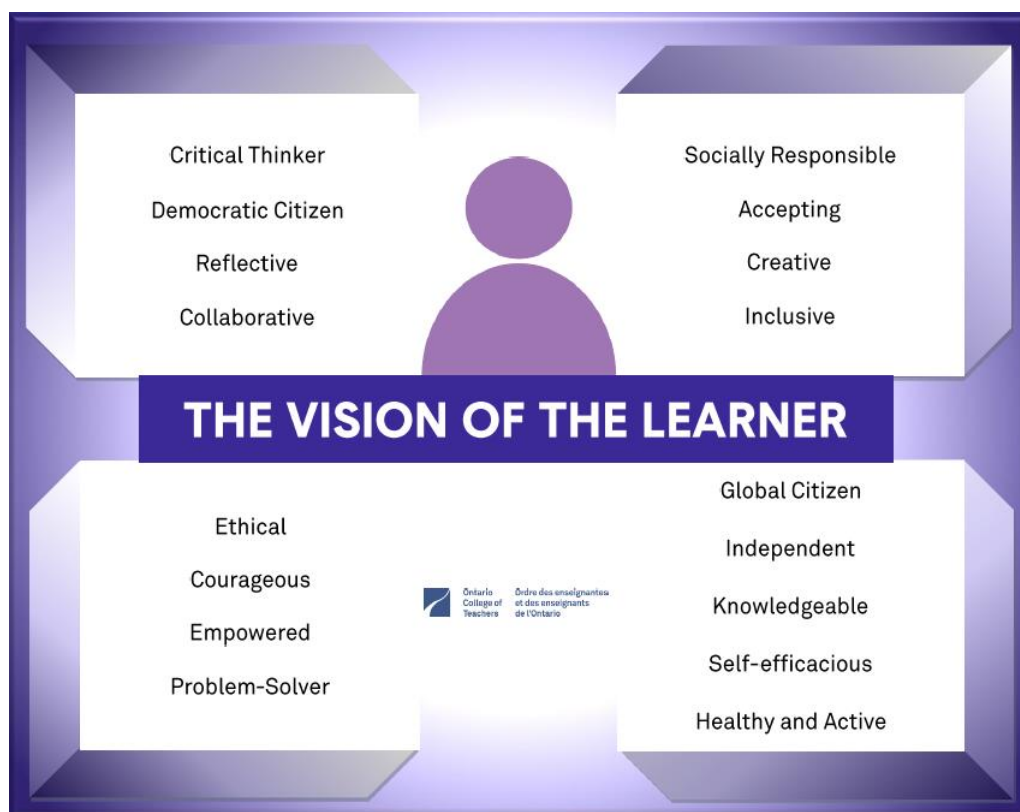 Critical Thinker
Democratic Citizen
Reflective
Collaborative
Socially Responsible
Accepting
Creative
Inclusive
THE VISION OF THE LEARNER
Ethical
Courageous
Empowered
Problem-Solver
Ontario
College of
Teachers
Ordre des enseignantes
et des enseignants
de l'Ontario
Global Citizen
Independent
Knowledgeable
Self-efficacious
Healthy and Active